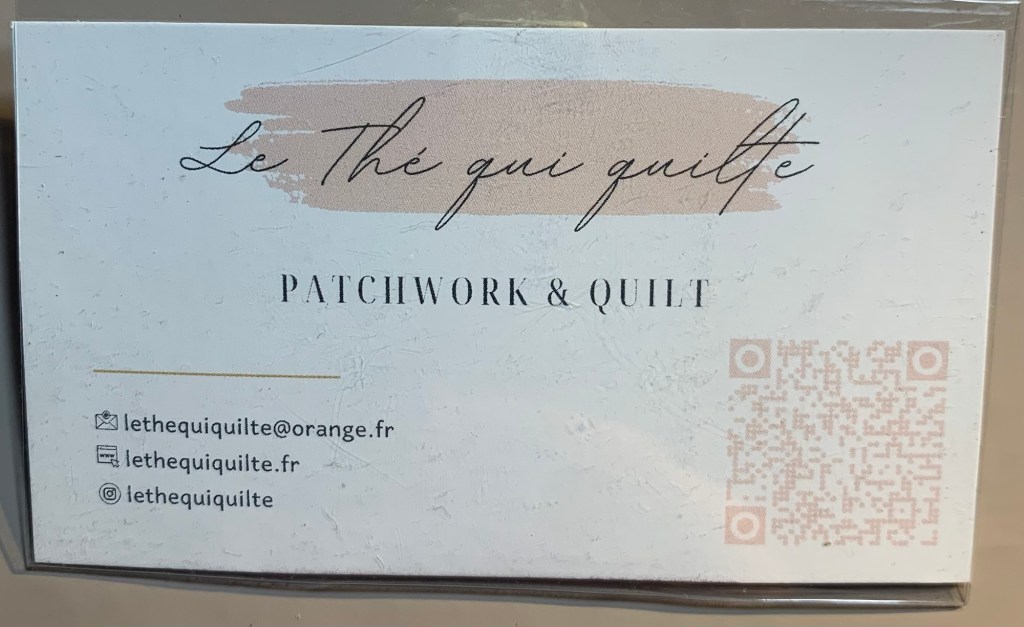 Le Thé qui quilte
PATCHWORK & QUILT
lethequiquilte@orange.fr
lethequiquilte.fr
lethequiquilte